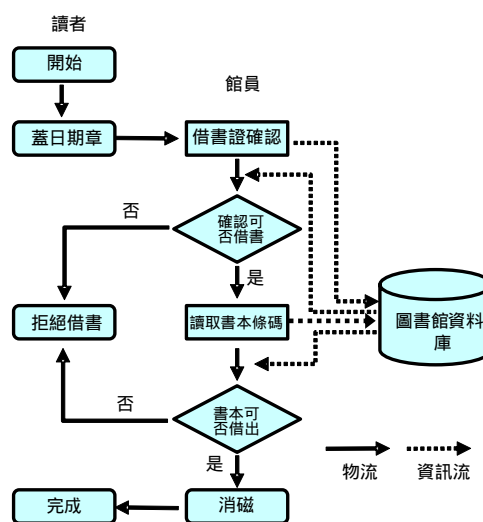 讀者
開始
館員
蓋日期章
借書證確認
否
確認可
否借書
是
拒絕借書
讀取書本條碼
圖書館資料
庫
否
書本可
否借出
是
物流
資訊流
完成
消磁